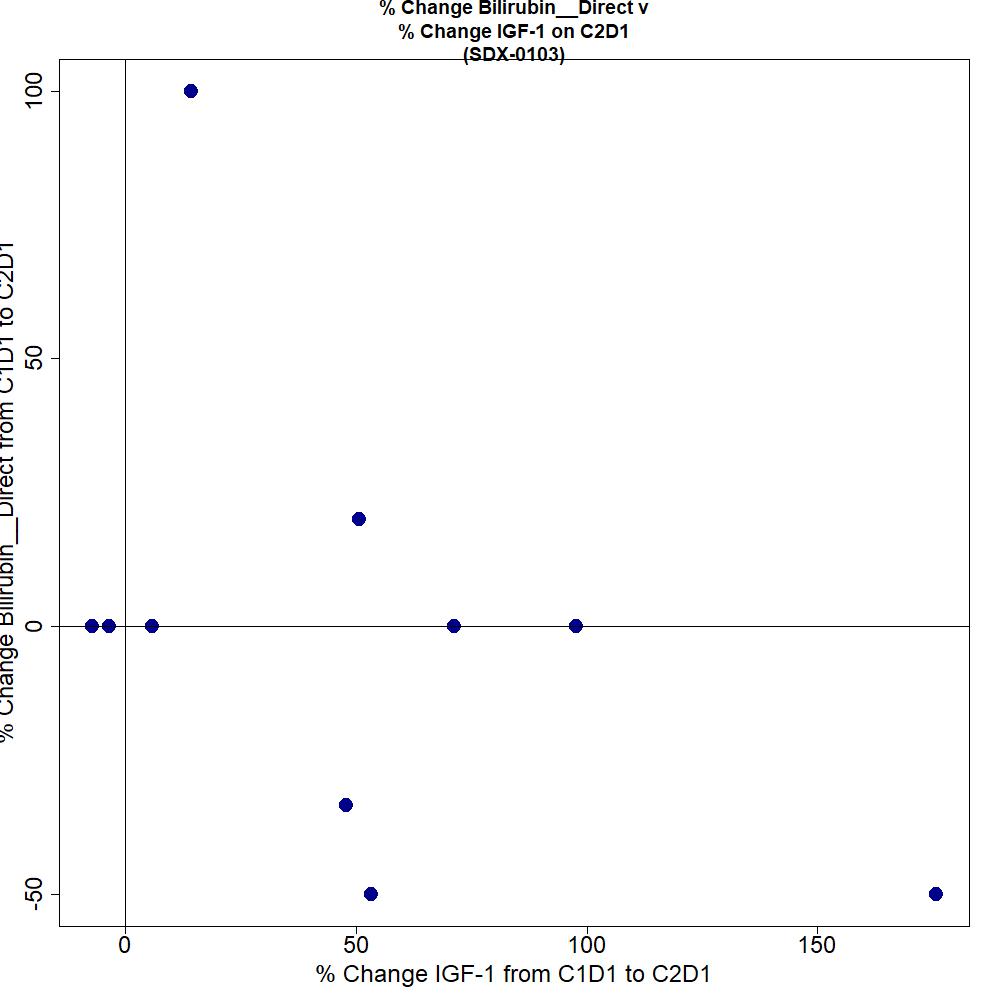 % Change Bilirubin__Direct v
% Change IGF-1 on C2D1
(SDX-0103)
% Change Bilirubin__Direct from C1D1 to C2D1
100
50
0
-50
0
50
100
150
% Change IGF-1 from C1D1 to C2D1